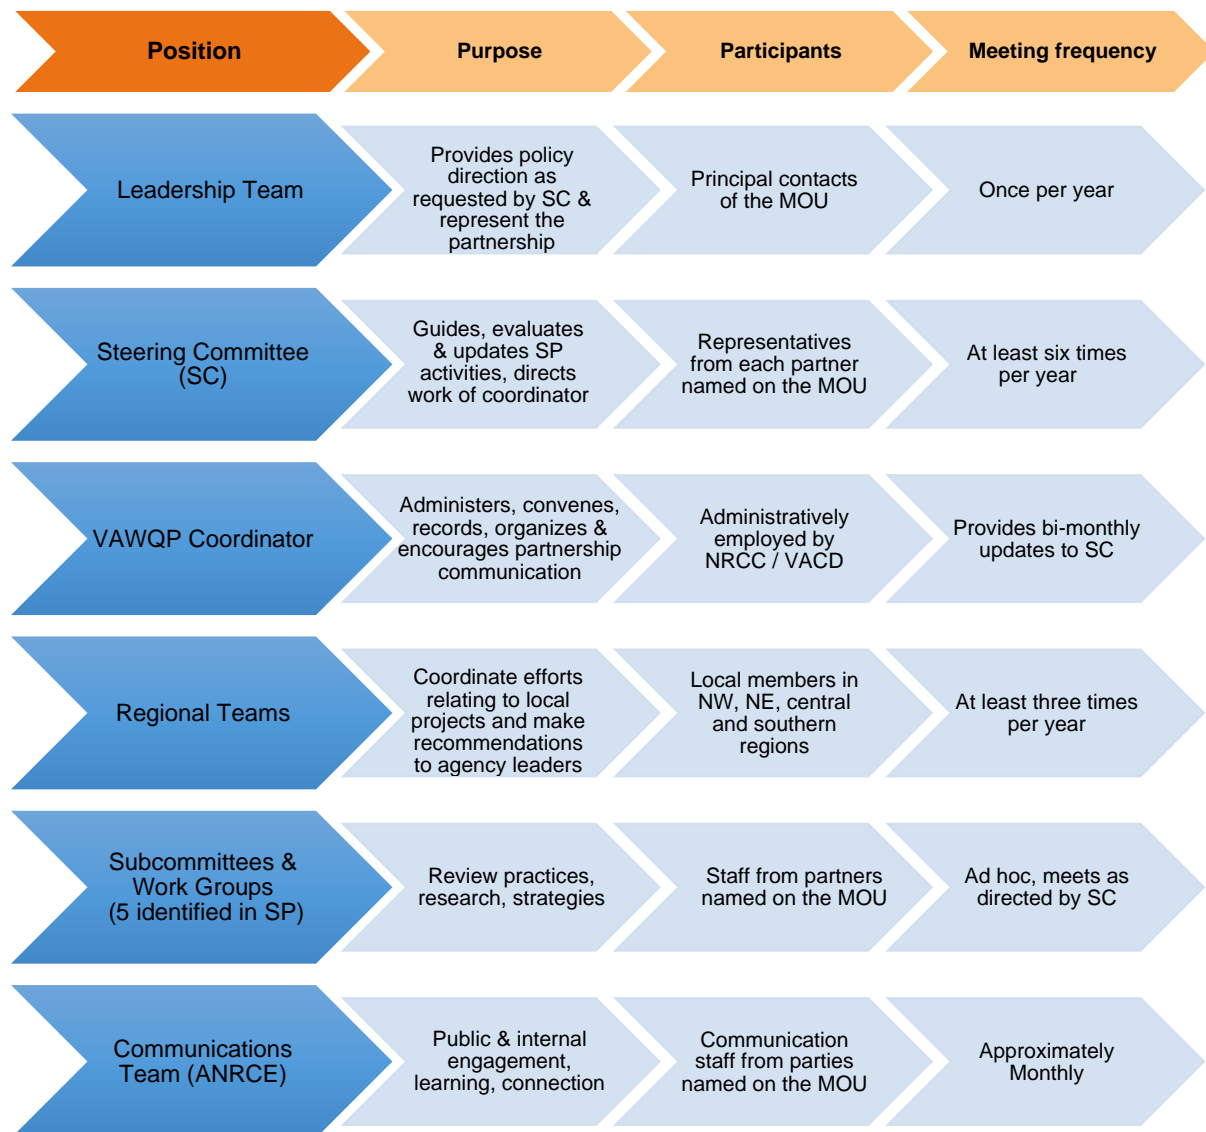 Position
Purpose
Participants
Meeting frequency
Leadership Team
Provides policy
direction as
requested by SC &
represent the
partnership
Principal contacts
of the MOU
Once per year
Steering Committee
(SC)
Guides, evaluates
& updates SP
activities, directs
work of coordinator
Representatives
from each partner
named on the MOU
At least six times
per year
VAWQP Coordinator
Administers, convenes,
records, organizes &
encourages partnership
communication
Administratively
employed by
NRCC / VACD
Provides bi-monthly
updates to SC
Regional Teams
Coordinate efforts
relating to local
projects and make
recommendations
to agency leaders
Local members in
NW, NE, central
and southern
regions
At least three times
per year
Subcommittees &
Work Groups
(5 identified in SP)
Review practices,
research, strategies
Staff from partners
named on the MOU
Ad hoc, meets as
directed by SC
Communications
Team (ANRCE)
Public & internal
engagement,
learning, connection
Communication
staff from parties
named on the MOU
Approximately
Monthly